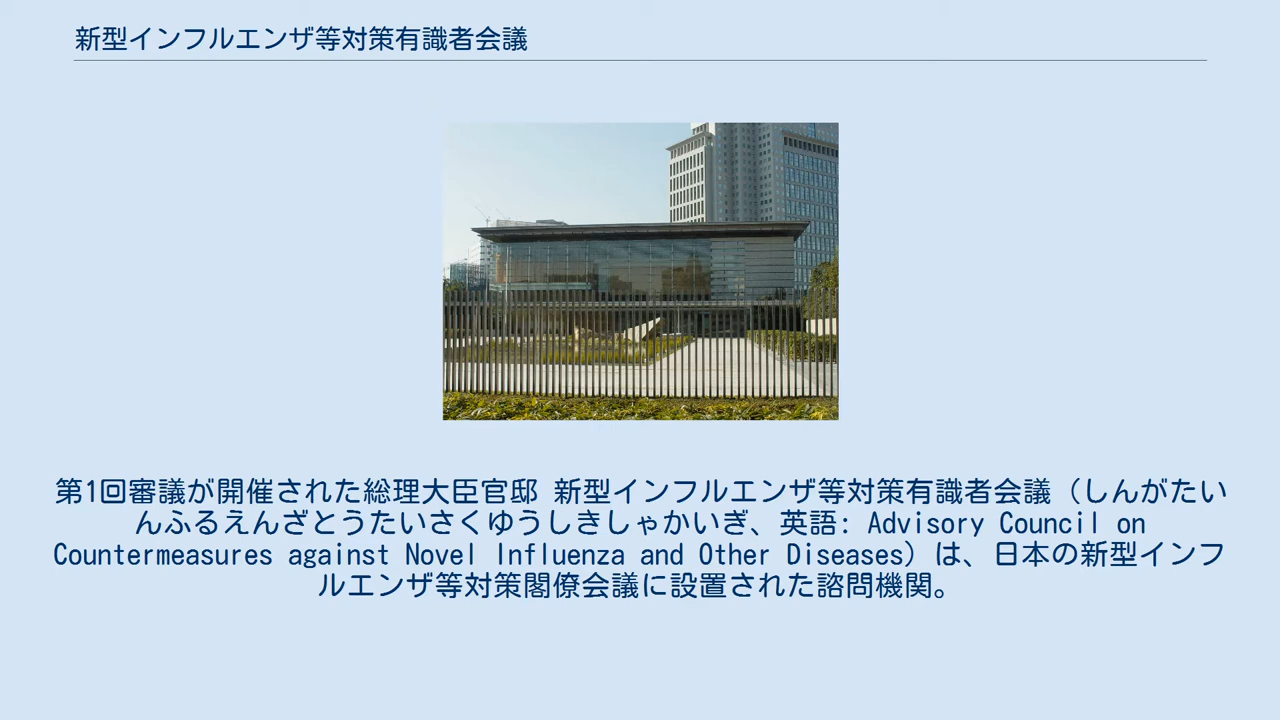 新型インフルエンザ等対策有識者会議
第1回審議が開催された総理大臣官邸 新型インフルエンザ等対策有識者会議（しんがたい
んふるえんざとうたいさくゆうしきしゃかいぎ、英語: Advisory Council on
Countermeasures against Novel Influenza and Other Diseases）は、日本の新型インフ
ルエンザ等対策閣僚会議に設置された諮問機関。